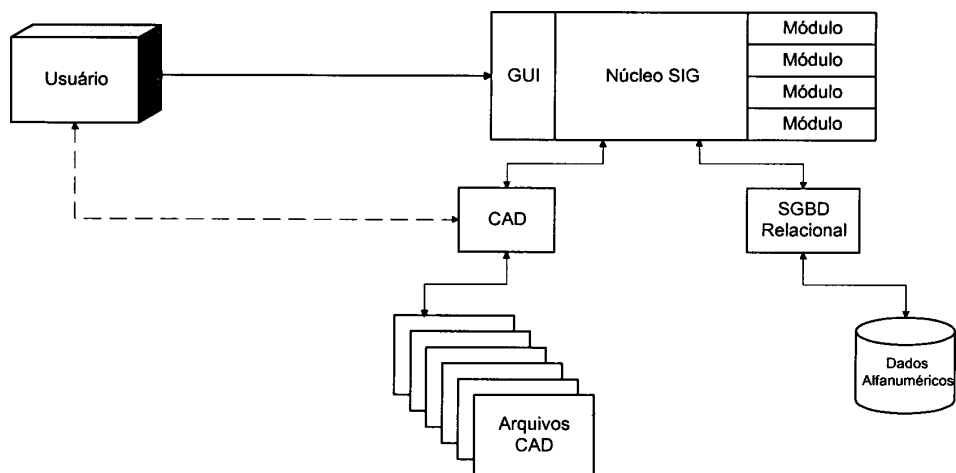 Usuário
GUI
Núcleo SIG
Módulo
Módulo
Módulo
Módulo
CAD
SGBD
Relacional
Arquivos
CAD
Dados
Alfanuméricos